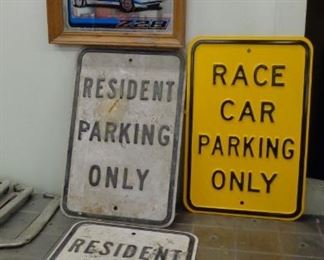 Z28
RESIDENT
PARKING
ONLY
RACE
CAR
PARKING
ONLY
RESIDENT